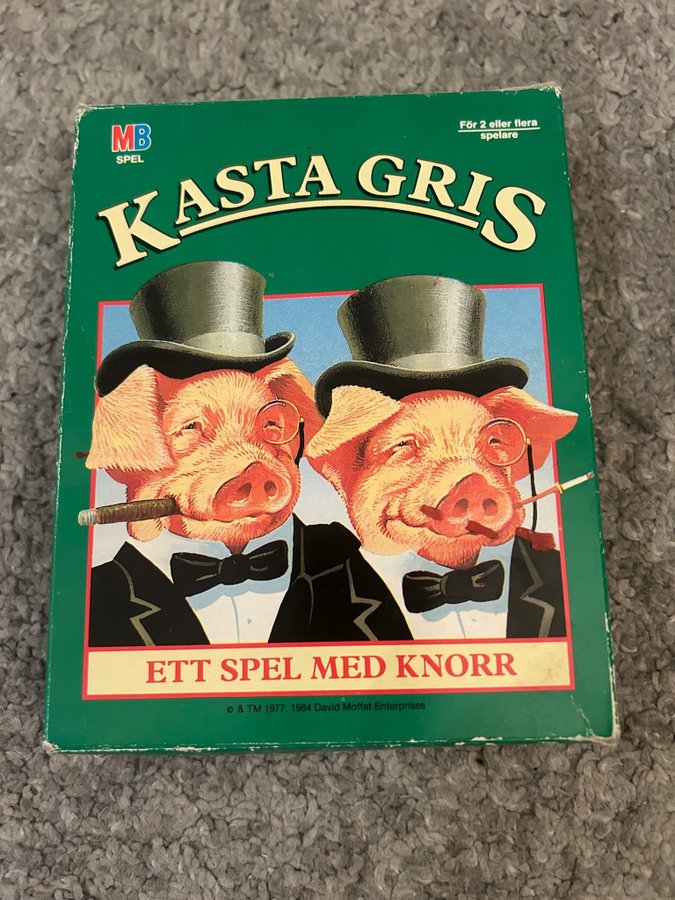 MB
SPEL
För 2 eller flera
spelare
KASTA GRIS
ETT SPEL MED KNORR
© & TM 1977, 1984 David Moffat Enterprises